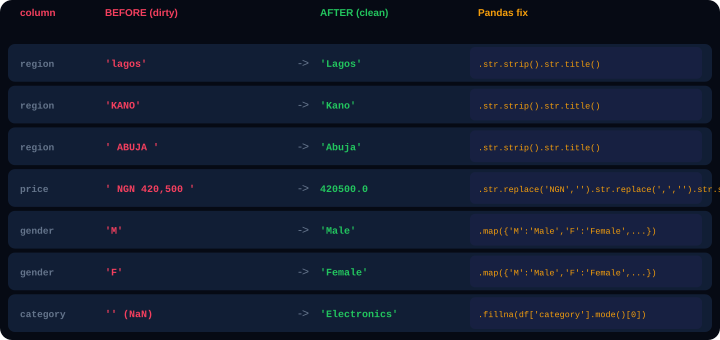 column BEFORE (dirty) AFTER (clean) Pandas fix
region 'lagos' -> 'Lagos' .str.strip().str.title()
region 'KANO' -> 'Kano' .str.strip().str.title()
region ' ABUJA ' -> 'Abuja' .str.strip().str.title()
price ' NGN 420,500 ' -> 420500.0 .str.replace('NGN','').str.replace(',','').str.s
gender 'M' -> 'Male' .map({'M':'Male','F':'Female',...})
gender 'F' -> 'Female' .map({'M':'Male','F':'Female',...})
category '' (NaN) -> 'Electronics' .fillna(df['category'].mode()[0])